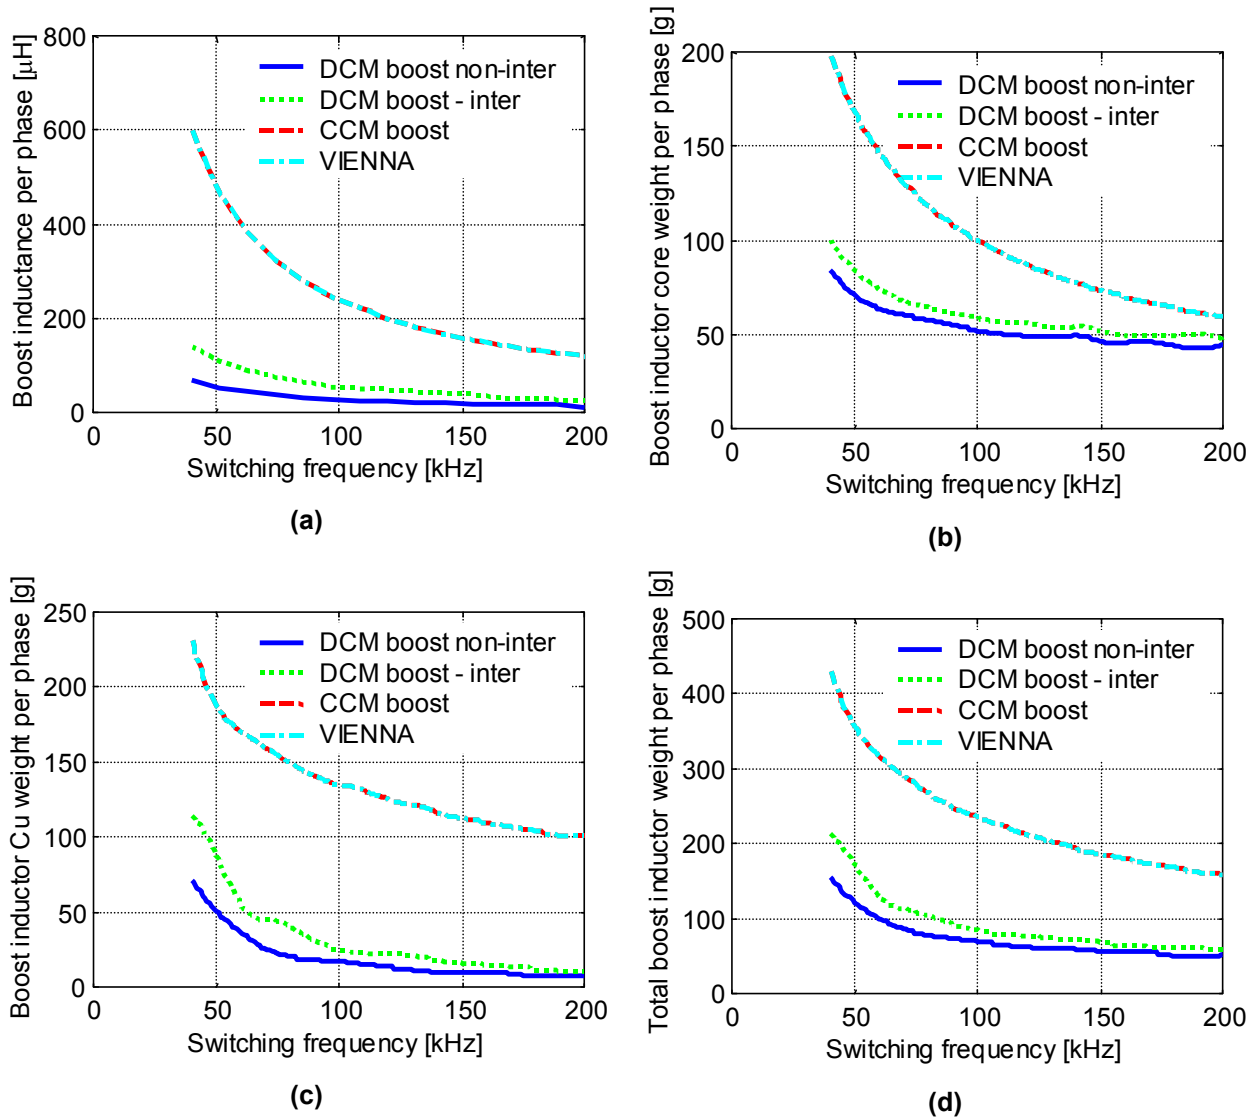 Boost inductance per phase [µH]
800
600
400
200
0
DCM boost non-inter
DCM boost - inter
CCM boost
VIENNA
0 50 100 150 200
Switching frequency [kHz]
(a)
Boost inductor core weight per phase [g]
200
150
100
50
0
DCM boost non-inter
DCM boost - inter
CCM boost
VIENNA
0 50 100 150 200
Switching frequency [kHz]
(b)
Boost inductor Cu weight per phase [g]
250
200
150
100
50
0
DCM boost non-inter
DCM boost - inter
CCM boost
VIENNA
0 50 100 150 200
Switching frequency [kHz]
(c)
Total boost inductor weight per phase [g]
500
400
300
200
100
0
DCM boost non-inter
DCM boost - inter
CCM boost
VIENNA
0 50 100 150 200
Switching frequency [kHz]
(d)